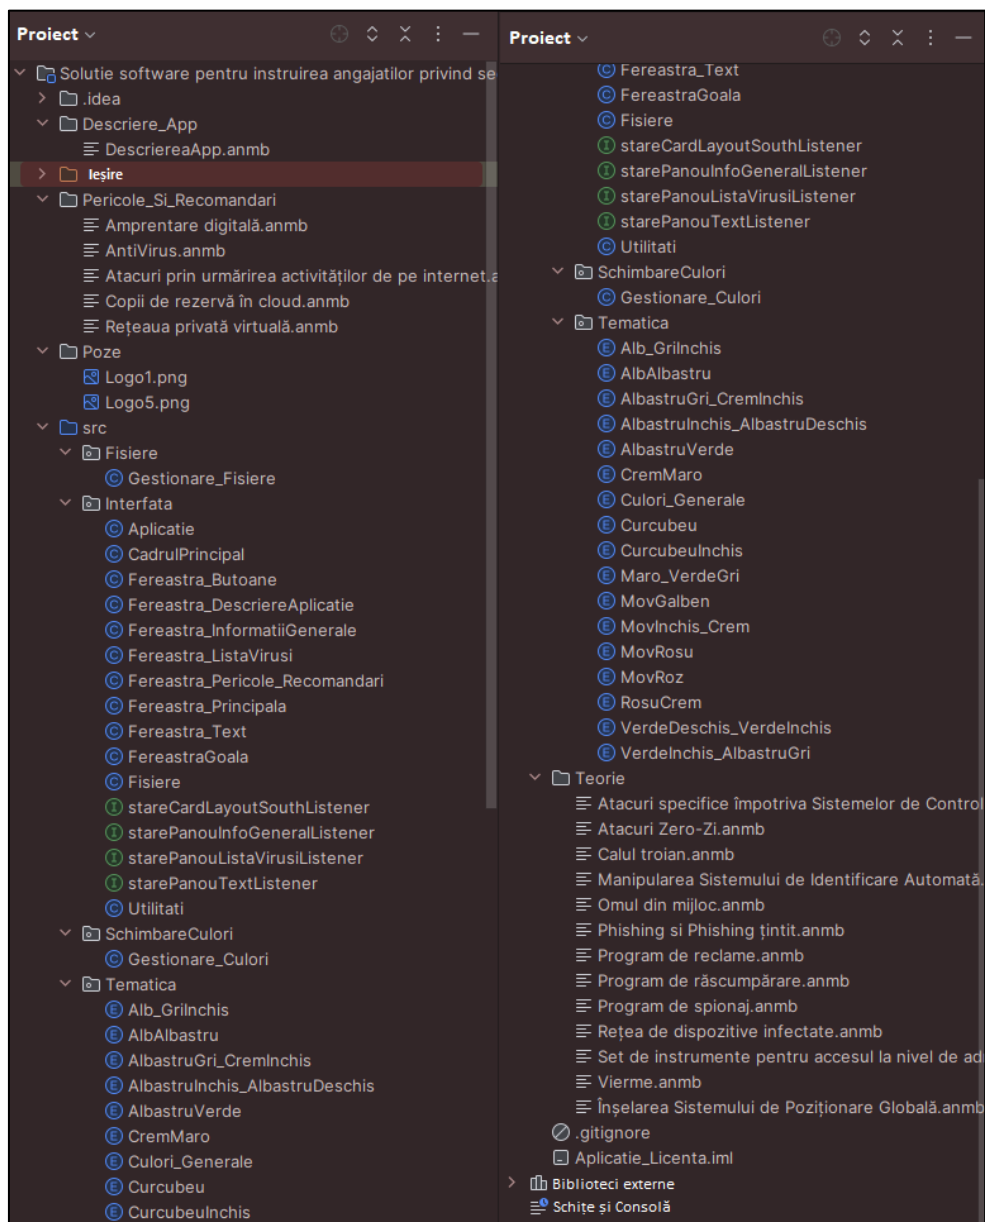 Proiect
Solutie software pentru instruirea angajatilor privind se
.idea
Descriere_App
DescriereaApp.anmb
Ieșire
Pericole_Si_Recomandari
Amprentare digitală.anmb
AntiVirus.anmb
Atacuri prin urmărirea activităților de pe internet.a
Copii de rezervă în cloud.anmb
Rețeaua privată virtuală.anmb
Poze
Logo1.png
Logo5.png
src
Fisiere
Gestionare_Fisiere
Interfata
Aplicatie
CadrulPrincipal
Fereastra_Butoane
Fereastra_DescriereAplicatie
Fereastra_InformatiiGenerale
Fereastra_ListaVirusi
Fereastra_Pericole_Recomandari
Fereastra_Principala
Fereastra_Text
FereastraGoala
Fisiere
stareCardLayoutSouthListener
starePanouInfoGeneralListener
starePanouListaVirusiListener
starePanouTextListener
Utilitati
SchimbareCulori
Gestionare_Culori
Tematica
Alb_GriInchis
AlbAlbastru
AlbastruGri_CremInchis
AlbastruInchis_AlbastruDeschis
AlbastruVerde
CremMaro
Culori_Generale
Curcubeu
CurcubeuInchis
Proiect
Fereastra_Text
FereastraGoala
Fisiere
stareCardLayoutSouthListener
starePanouInfoGeneralListener
starePanouListaVirusiListener
starePanouTextListener
Utilitati
SchimbareCulori
Gestionare_Culori
Tematica
Alb_GriInchis
AlbAlbastru
AlbastruGri_CremInchis
AlbastruInchis_AlbastruDeschis
AlbastruVerde
CremMaro
Culori_Generale
Curcubeu
CurcubeuInchis
Maro_VerdeGri
MovGalben
MovInchis_Crem
MovRosu
MovRoz
RosuCrem
VerdeDeschis_VerdeInchis
VerdeInchis_AlbastruGri
Teorie
Atacuri specifice împotriva Sistemelor de Control
Atacuri Zero-Zi.anmb
Calul troian.anmb
Manipularea Sistemului de Identificare Automată.
Omul din mijloc.anmb
Phishing si Phishing țintit.anmb
Program de reclame.anmb
Program de răscumpărare.anmb
Program de spionaj.anmb
Rețea de dispozitive infectate.anmb
Set de instrumente pentru accesul la nivel de ad
Vierme.anmb
Înșelarea Sistemului de Poziționare Globală.anmb
.gitignore
Aplicatie_Licenta.iml
Biblioteci externe
Schițe și Consolă